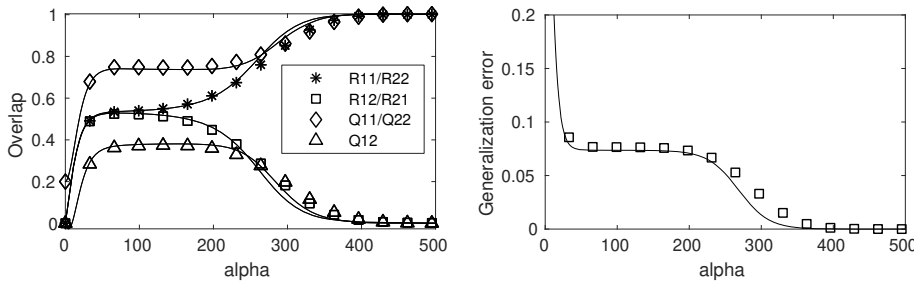 1
0.8
0.6
0.4
0.2
0
Overlap
R11/R22
R12/R21
Q11/Q22
Q12
0 100 200 300 400 500
alpha
0.2
0.15
0.1
0.05
0
Generalization error
0 100 200 300 400 500
alpha